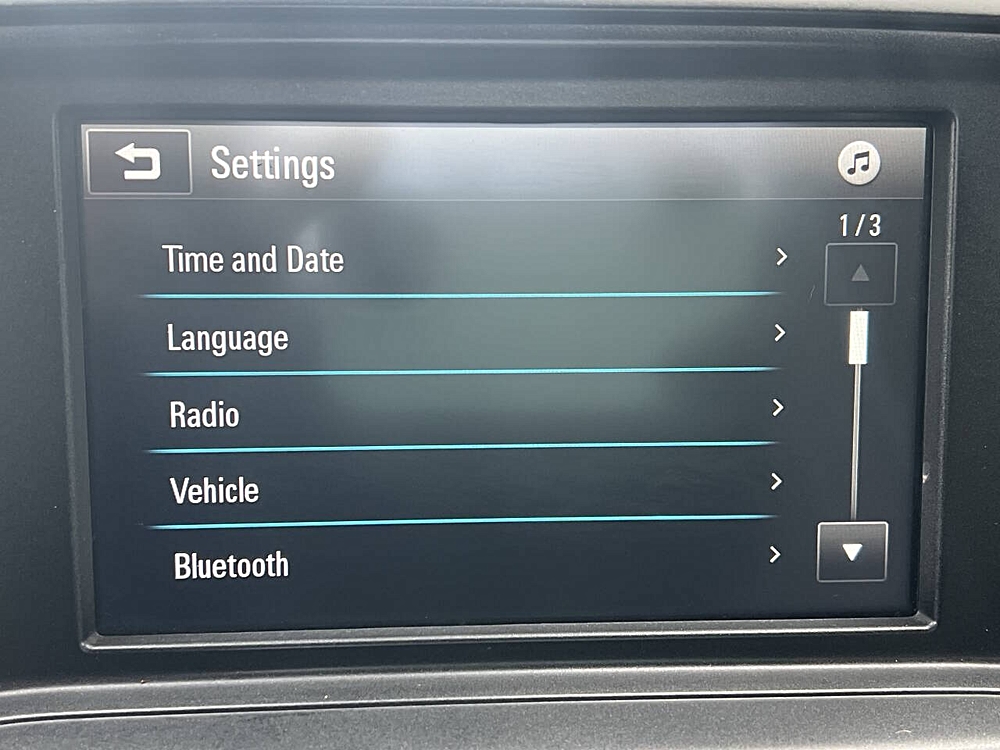 Settings
1/3
Time and Date
Language
Radio
Vehicle
Bluetooth